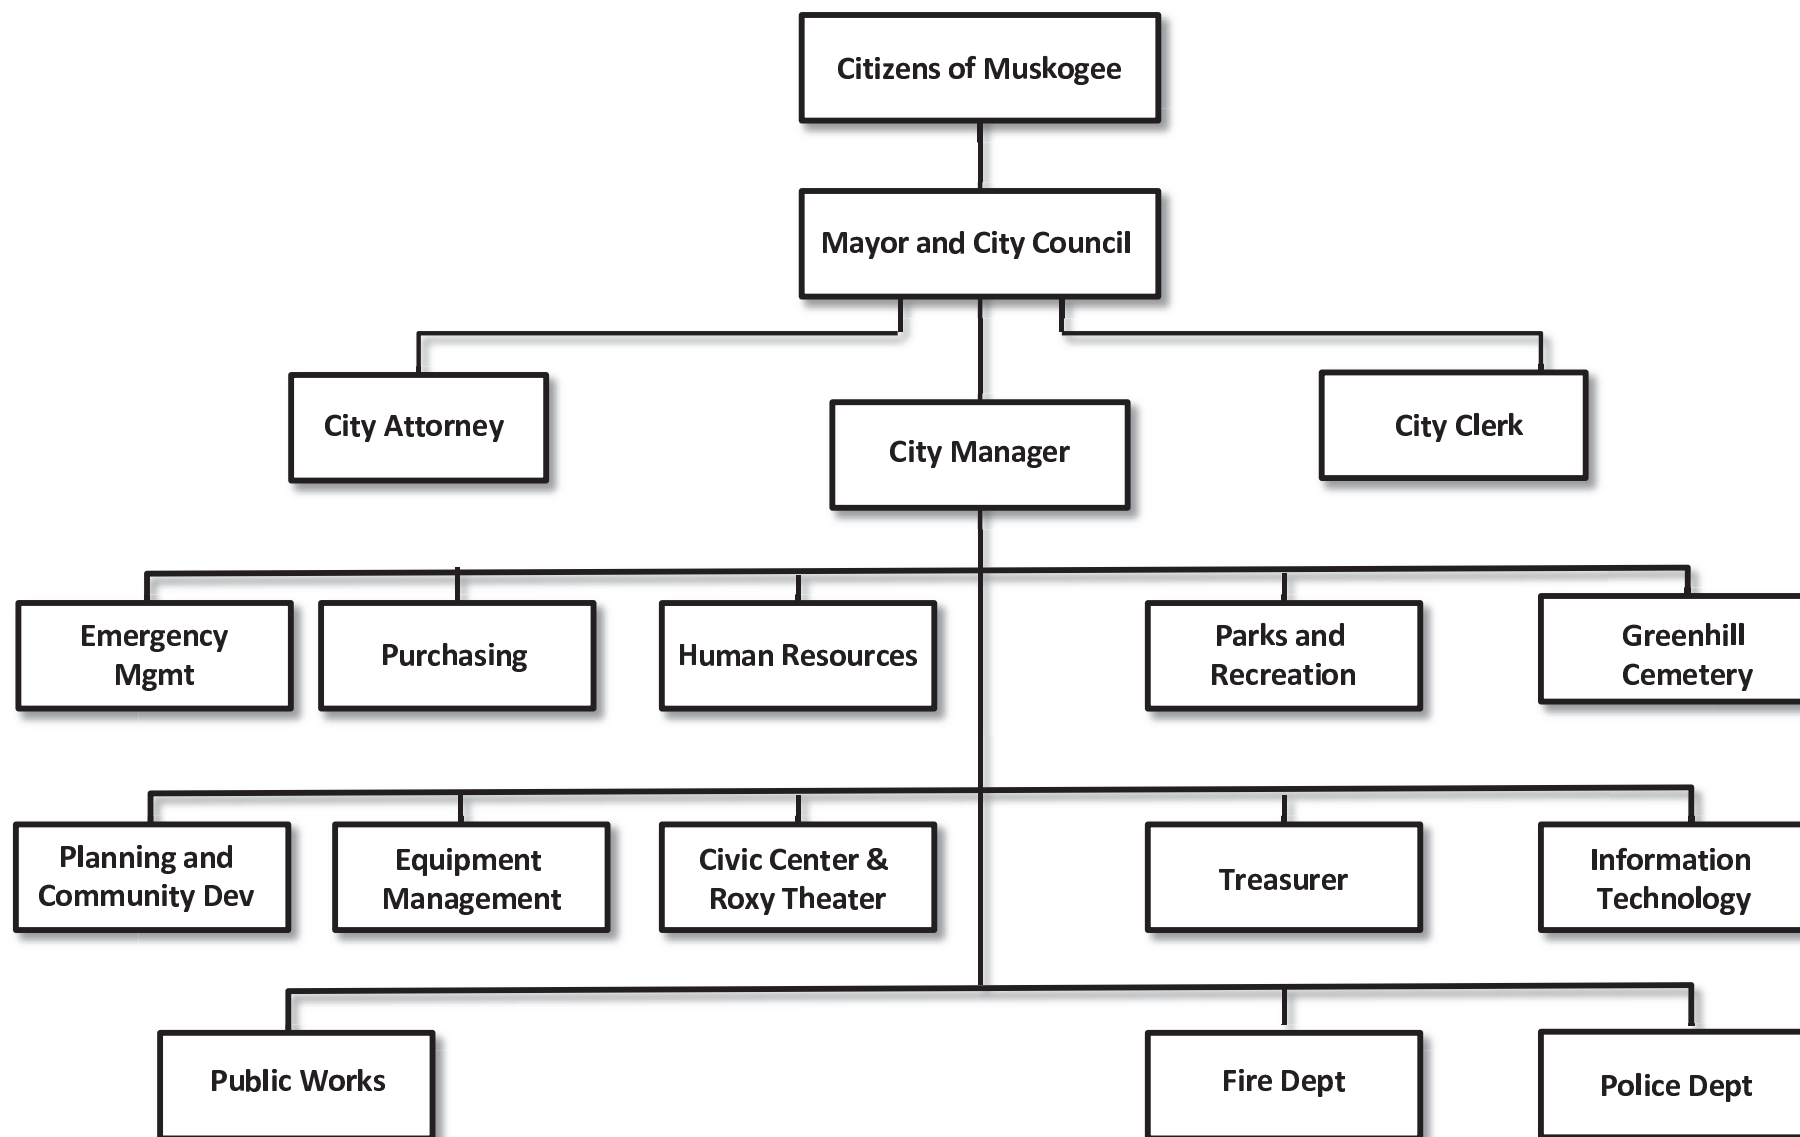 Citizens of Muskogee
Mayor and City Council
City Attorney
City Manager
City Clerk
Emergency
Mgmt
Purchasing
Human Resources
Parks and
Recreation
Greenhill
Cemetery
Planning and
Community Dev
Equipment
Management
Civic Center &
Roxy Theater
Treasurer
Information
Technology
Public Works
Fire Dept
Police Dept